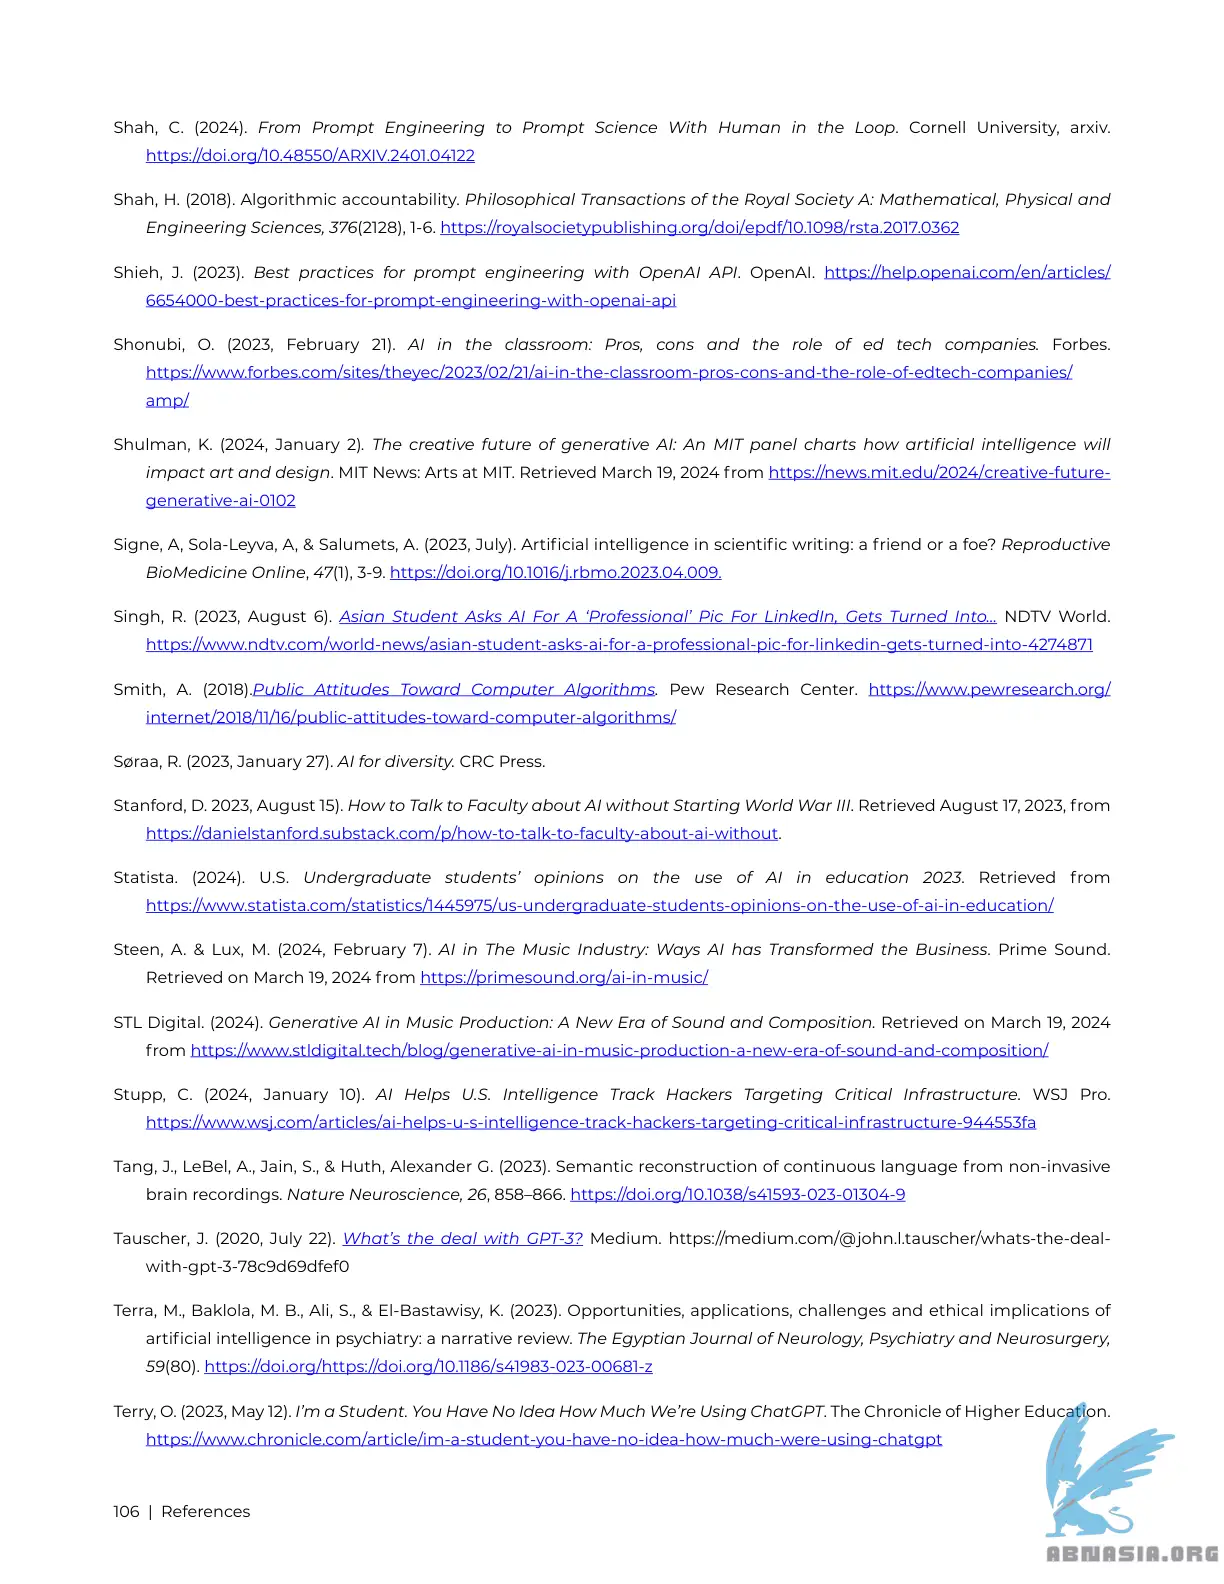 Shah, C. (2024). From Prompt Engineering to Prompt Science With Human in the Loop. Cornell University, arxiv.
https://doi.org/10.48550/ARXIV.2401.04122
Shah, H. (2018). Algorithmic accountability. Philosophical Transactions of the Royal Society A: Mathematical, Physical and
Engineering Sciences, 376(2128), 1-6. https://royalsocietypublishing.org/doi/epdf/10.1098/rsta.2017.0362
Shieh, J. (2023). Best practices for prompt engineering with OpenAI API. OpenAI. https://help.openai.com/en/articles/
6654000-best-practices-for-prompt-engineering-with-openai-api
Shonubi, O. (2023, February 21). AI in the classroom: Pros, cons and the role of ed tech companies. Forbes.
https://www.forbes.com/sites/theyec/2023/02/21/ai-in-the-classroom-pros-cons-and-the-role-of-edtech-companies/
amp/
Shulman, K. (2024, January 2). The creative future of generative AI: An MIT panel charts how artificial intelligence will
impact art and design. MIT News: Arts at MIT. Retrieved March 19, 2024 from https://news.mit.edu/2024/creative-future-
generative-ai-0102
Signe, A, Sola-Leyva, A, & Salumets, A. (2023, July). Artificial intelligence in scientific writing: a friend or a foe? Reproductive
BioMedicine Online, 47(1), 3-9. https://doi.org/10.1016/j.rbmo.2023.04.009.
Singh, R. (2023, August 6). Asian Student Asks AI For A ‘Professional’ Pic For LinkedIn, Gets Turned Into… NDTV World.
https://www.ndtv.com/world-news/asian-student-asks-ai-for-a-professional-pic-for-linkedin-gets-turned-into-4274871
Smith, A. (2018).Public Attitudes Toward Computer Algorithms. Pew Research Center. https://www.pewresearch.org/
internet/2018/11/16/public-attitudes-toward-computer-algorithms/
Søraa, R. (2023, January 27). AI for diversity. CRC Press.
Stanford, D. 2023, August 15). How to Talk to Faculty about AI without Starting World War III. Retrieved August 17, 2023, from
https://danielstanford.substack.com/p/how-to-talk-to-faculty-about-ai-without.
Statista. (2024). U.S. Undergraduate students’ opinions on the use of AI in education 2023. Retrieved from
https://www.statista.com/statistics/1445975/us-undergraduate-students-opinions-on-the-use-of-ai-in-education/
Steen, A. & Lux, M. (2024, February 7). AI in The Music Industry: Ways AI has Transformed the Business. Prime Sound.
Retrieved on March 19, 2024 from https://primesound.org/ai-in-music/
STL Digital. (2024). Generative AI in Music Production: A New Era of Sound and Composition. Retrieved on March 19, 2024
from https://www.stldigital.tech/blog/generative-ai-in-music-production-a-new-era-of-sound-and-composition/
Stupp, C. (2024, January 10). AI Helps U.S. Intelligence Track Hackers Targeting Critical Infrastructure. WSJ Pro.
https://www.wsj.com/articles/ai-helps-u-s-intelligence-track-hackers-targeting-critical-infrastructure-944553fa
Tang, J., LeBel, A., Jain, S., & Huth, Alexander G. (2023). Semantic reconstruction of continuous language from non-invasive
brain recordings. Nature Neuroscience, 26, 858–866. https://doi.org/10.1038/s41593-023-01304-9
Tauscher, J. (2020, July 22). What’s the deal with GPT-3? Medium. https://medium.com/@john.l.tauscher/whats-the-deal-
with-gpt-3-78c9d69dfef0
Terra, M., Baklola, M. B., Ali, S., & El-Bastawisy, K. (2023). Opportunities, applications, challenges and ethical implications of
artificial intelligence in psychiatry: a narrative review. The Egyptian Journal of Neurology, Psychiatry and Neurosurgery,
59(80). https://doi.org/https://doi.org/10.1186/s41983-023-00681-z
Terry, O. (2023, May 12). I’m a Student. You Have No Idea How Much We’re Using ChatGPT. The Chronicle of Higher Education.
https://www.chronicle.com/article/im-a-student-you-have-no-idea-how-much-were-using-chatgpt
106 | References
ABNASIA.ORG